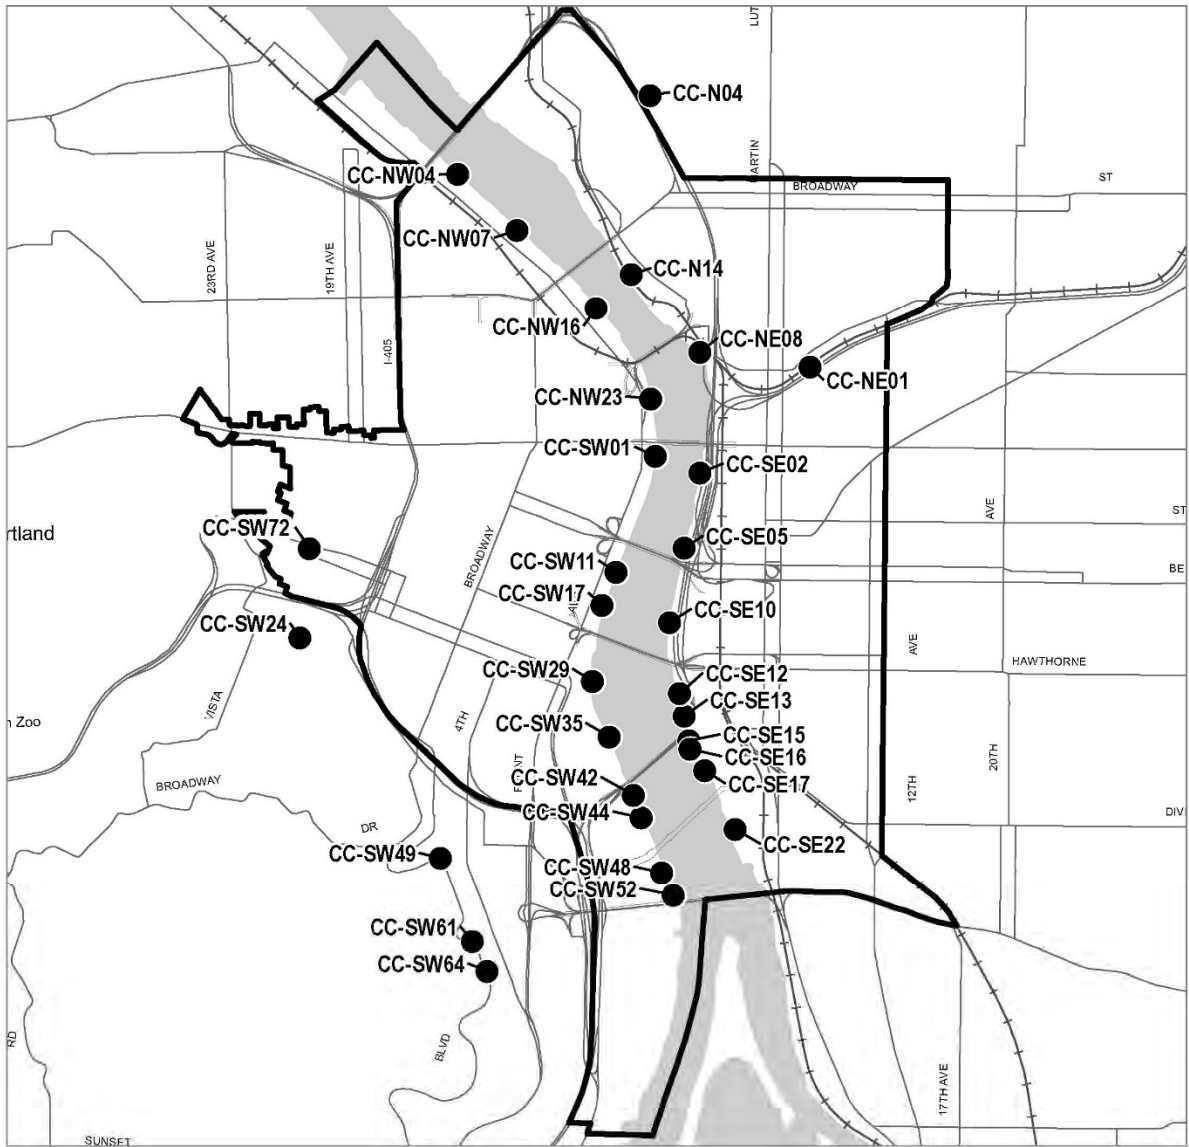 LUT
CC-N04
MARTIN
CC-NW04
ST
BROADWAY
CC-NW07
23RD AVE
19TH AVE
CC-N14
CC-NW16
CC-NE08
I-405
CC-NE01
CC-NW23
CC-SW01
CC-SE02
AVE
ST
rtland
CC-SW72
BROADWAY
CC-SE05
CC-SW11
BE
CC-SW17
CC-SE10
CC-SW24
AVE
HAWTHORNE
CC-SW29
CC-SE12
VISTA
CC-SE13
n Zoo
4TH
CC-SW35
CC-SE15
20TH
CC-SE16
FRONT
CC-SW42
CC-SE17
BROADWAY
12TH
CC-SW44
DIVI
DR
CC-SE22
CC-SW49
CC-SW48
CC-SW52
CC-SW61
CC-SW64
RD
BLVD
17TH AVE
SUNSET